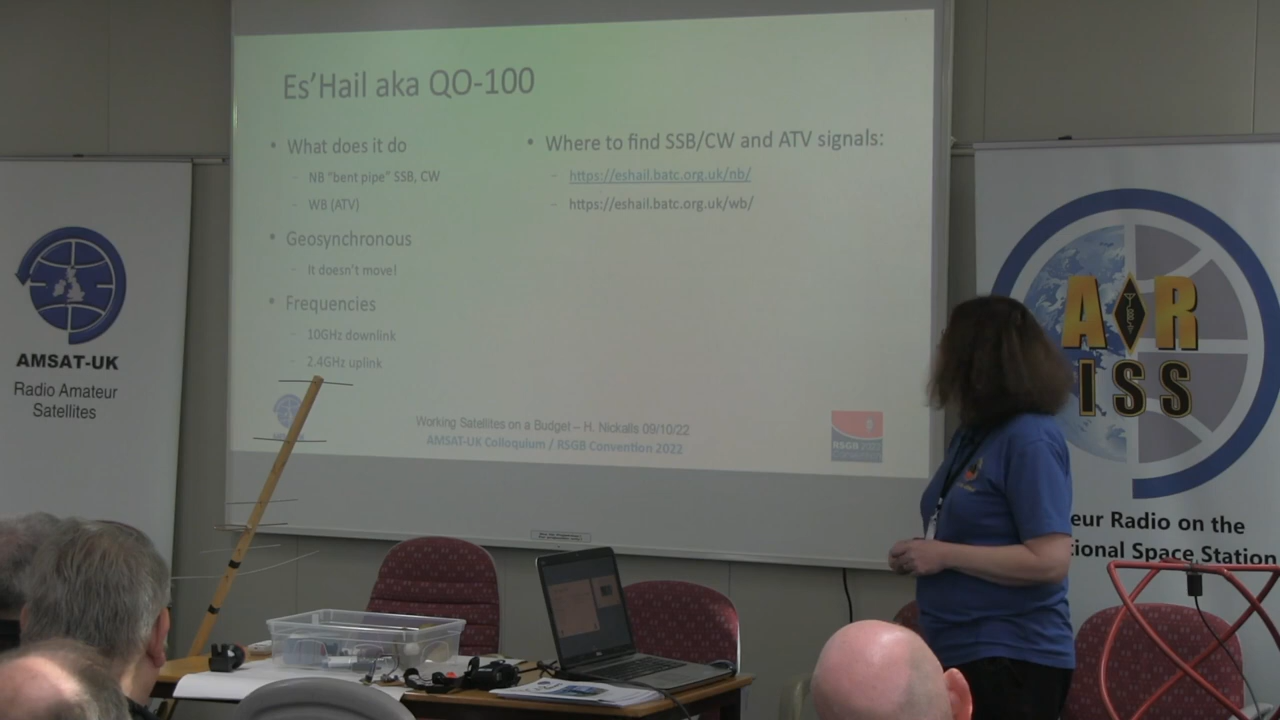 Es'Hail aka QO-100
• What does it do
- NB "bent pipe" SSB, CW
- WB (ATV)
• Geosynchronous
- It doesn't move!
• Frequencies
- 10GHz downlink
- 2.4GHz uplink
• Where to find SSB/CW and ATV signals:
- https://eshail.batc.org.uk/nb/
- https://eshail.batc.org.uk/wb/
Working Satellites on a Budget – H. Nickalls 09/10/22
AMSAT-UK Colloquium / RSGB Convention 2022
RSGB 2022
AMSAT-UK
Radio Amateur
Satellites
AR
ISS
eur Radio on the
tional Space Station